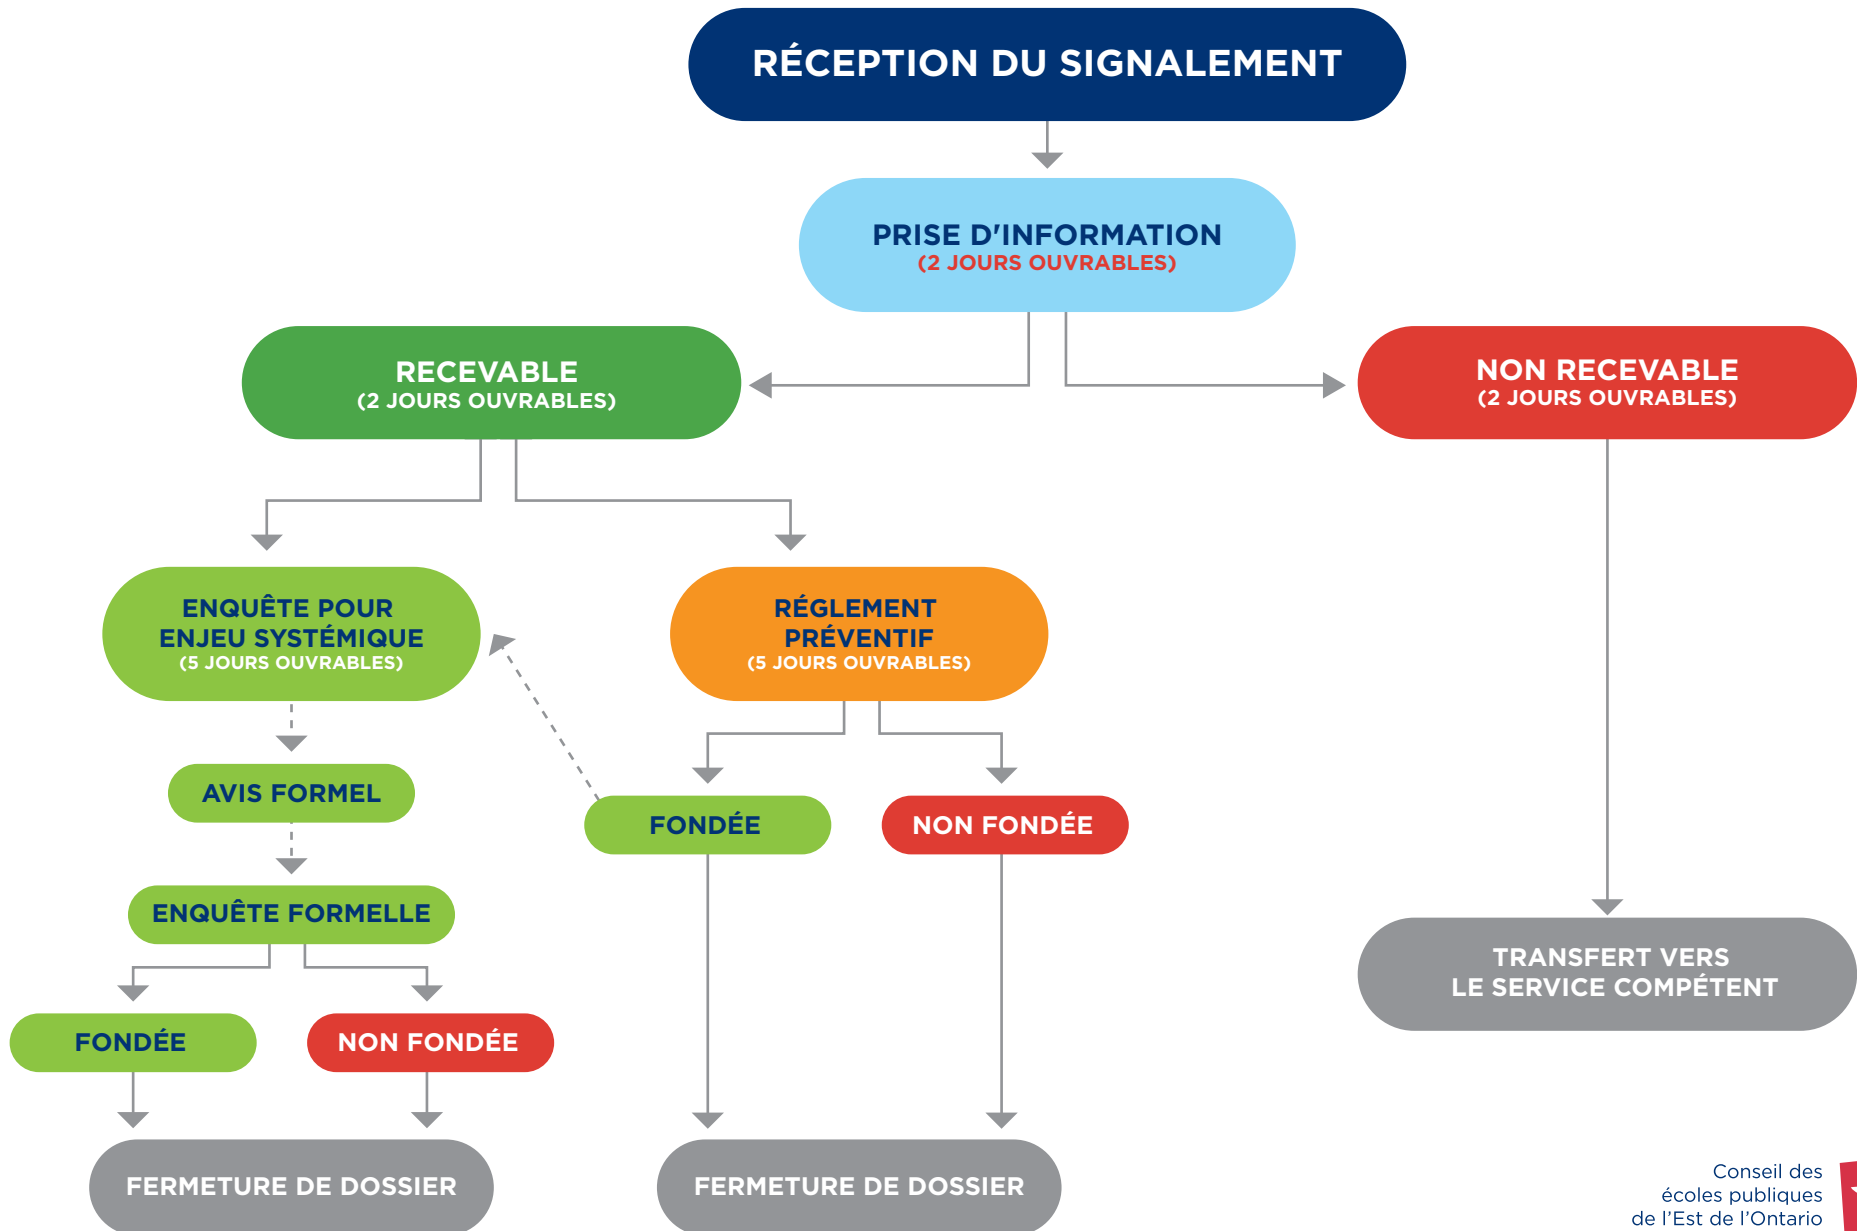 RÉCEPTION DU SIGNALEMENT
PRISE D'INFORMATION
(2 JOURS OUVRABLES)
RECEVABLE
(2 JOURS OUVRABLES)
NON RECEVABLE
(2 JOURS OUVRABLES)
ENQUÊTE POUR
ENJEU SYSTÉMIQUE
(5 JOURS OUVRABLES)
RÉGLEMENT
PRÉVENTIF
(5 JOURS OUVRABLES)
AVIS FORMEL
FONDÉE
NON FONDÉE
ENQUÊTE FORMELLE
TRANSFERT VERS
LE SERVICE COMPÉTENT
FONDÉE
NON FONDÉE
FERMETURE DE DOSSIER
FERMETURE DE DOSSIER
Conseil des
écoles publiques
de l'Est de l'Ontario